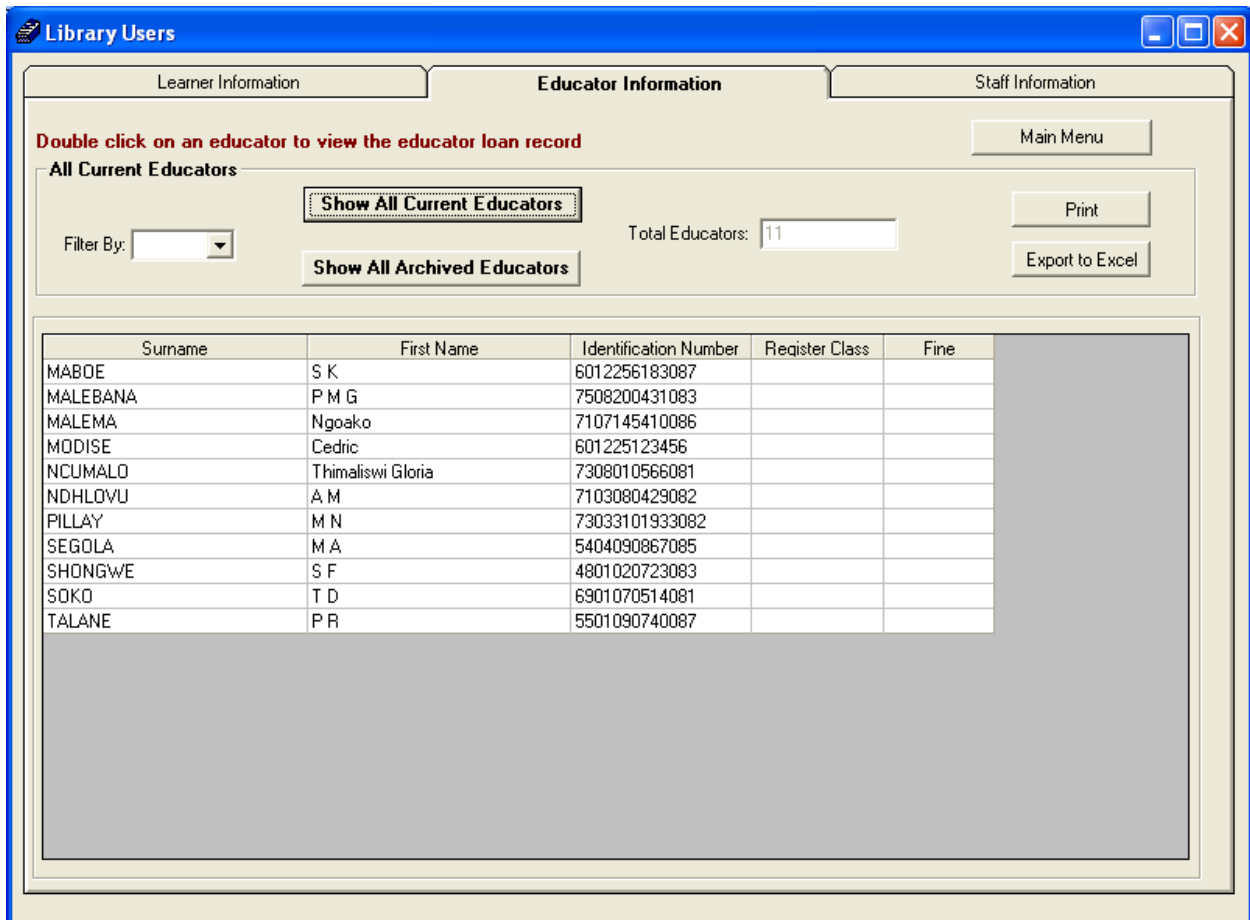 Library Users
Learner Information Educator Information Staff Information
Double click on an educator to view the educator loan record Main Menu
All Current Educators
Show All Current Educators
Print
Filter By: Total Educators: 11
Show All Archived Educators Export to Excel
Surname First Name Identification Number Register Class Fine
MABOE S K 6012256183087
MALEBANA P M G 7508200431083
MALEMA Ngoako 7107145410086
MODISE Cedric 601225123456
NCUMALO Thimaliswi Gloria 7308010566081
NDHLOVU A M 7103080429082
PILLAY M N 73033101933082
SEGOLA M A 5404090867085
SHONGWE S F 4801020723083
SOKO T D 6901070514081
TALANE P R 5501090740087